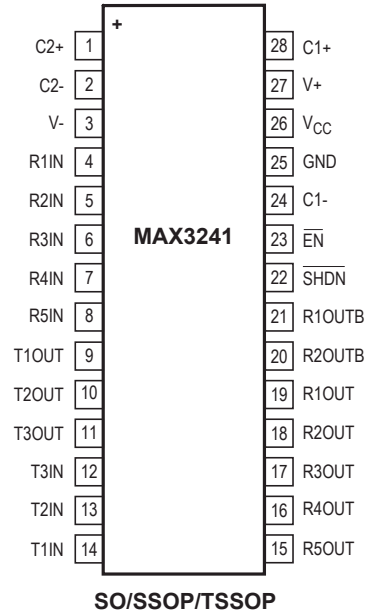 +
C2+ 1 28 C1+
C2- 2 27 V+
V- 3 26 VCC
R1IN 4 25 GND
R2IN 5 24 C1-
R3IN 6 MAX3241 23 EN
R4IN 7 22 SHDN
R5IN 8 21 R1OUTB
T1OUT 9 20 R2OUTB
T2OUT 10 19 R1OUT
T3OUT 11 18 R2OUT
T3IN 12 17 R3OUT
T2IN 13 16 R4OUT
T1IN 14 15 R5OUT
SO/SSOP/TSSOP